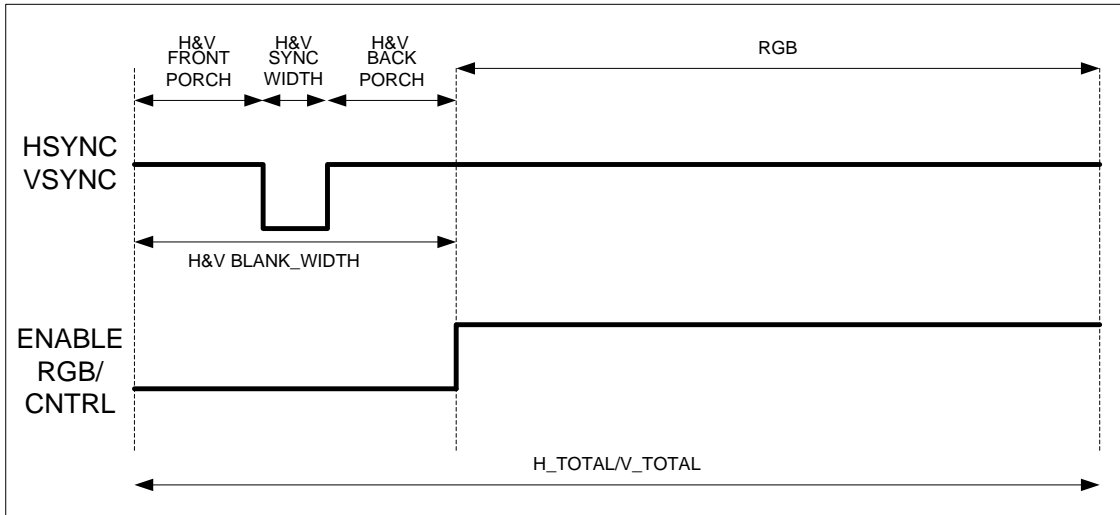 H&V
FRONT
PORCH
H&V
SYNC
WIDTH
H&V
BACK
PORCH
RGB
HSYNC
VSYNC
H&V BLANK_WIDTH
ENABLE
RGB/
CNTRL
H_TOTAL/V_TOTAL